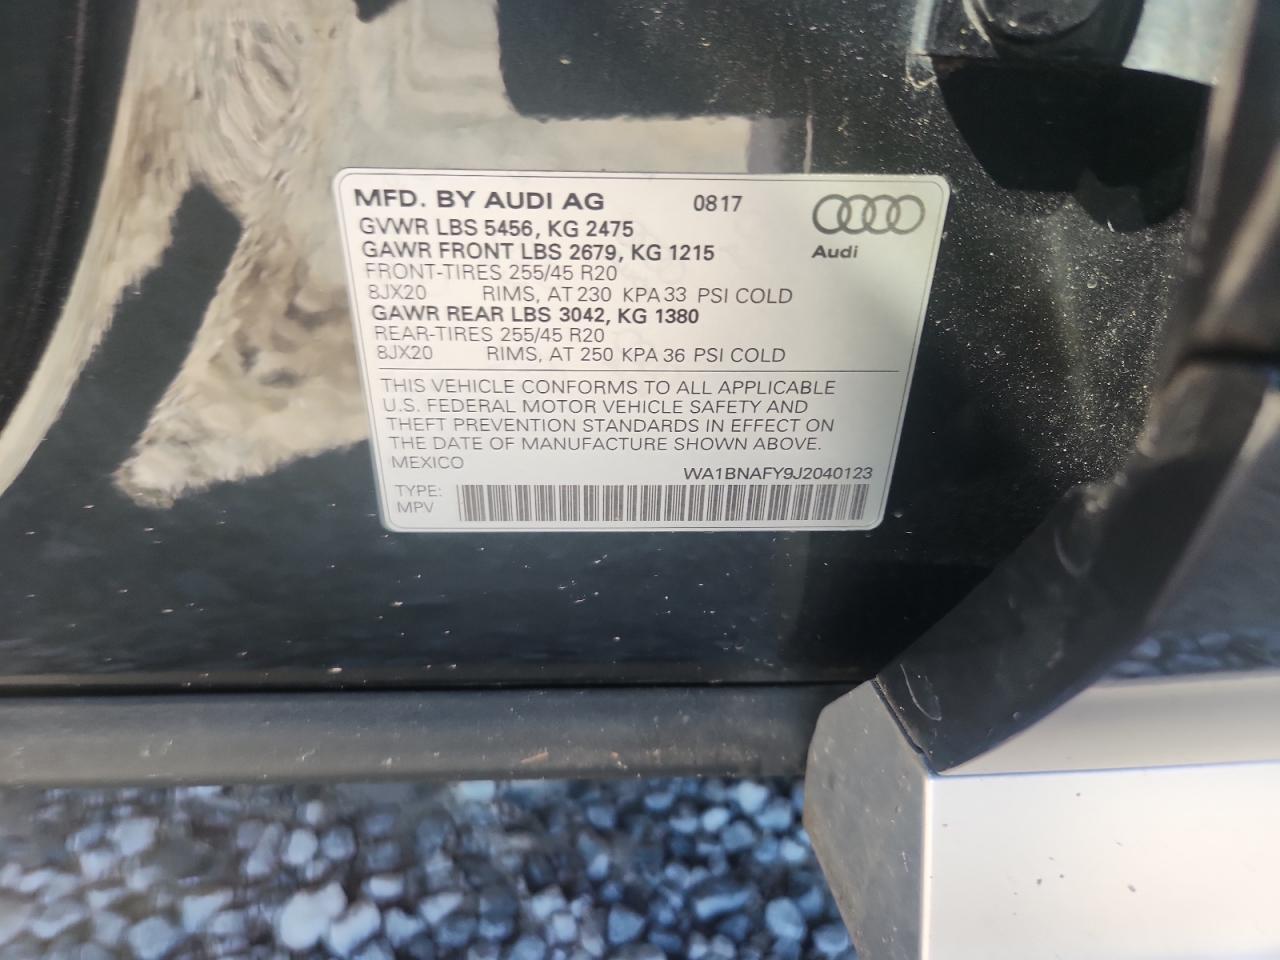 MFD. BY AUDI AG 0817
GVWR LBS 5456, KG 2475
GAWR FRONT LBS 2679, KG 1215
Audi
FRONT-TIRES 255/45 R20
8JX20 RIMS, AT 230 KPA 33 PSI COLD
GAWR REAR LBS 3042, KG 1380
REAR-TIRES 255/45 R20
8JX20 RIMS, AT 250 KPA 36 PSI COLD
THIS VEHICLE CONFORMS TO ALL APPLICABLE
U.S. FEDERAL MOTOR VEHICLE SAFETY AND
THEFT PREVENTION STANDARDS IN EFFECT ON
THE DATE OF MANUFACTURE SHOWN ABOVE.
MEXICO
WA1BNAFY9J2040123
TYPE:
MPV